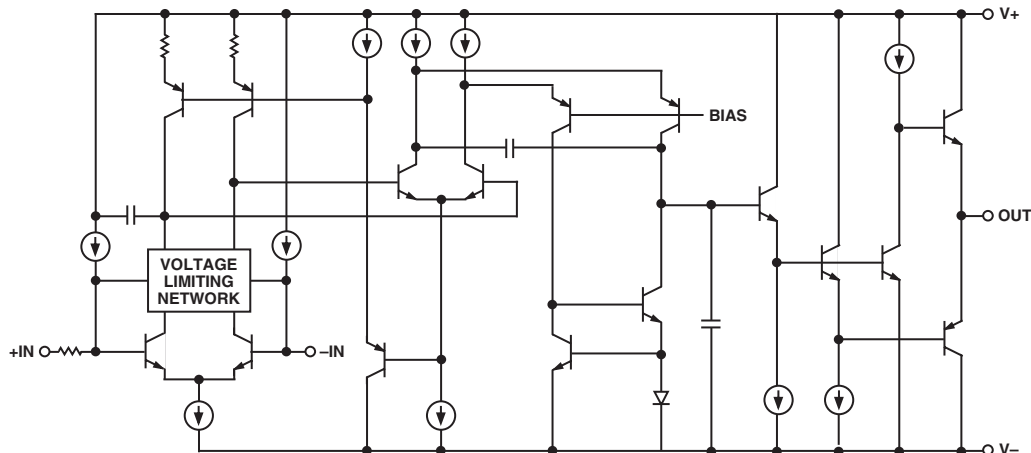 V+
BIAS
OUT
VOLTAGE
LIMITING
NETWORK
+IN
–IN
V–